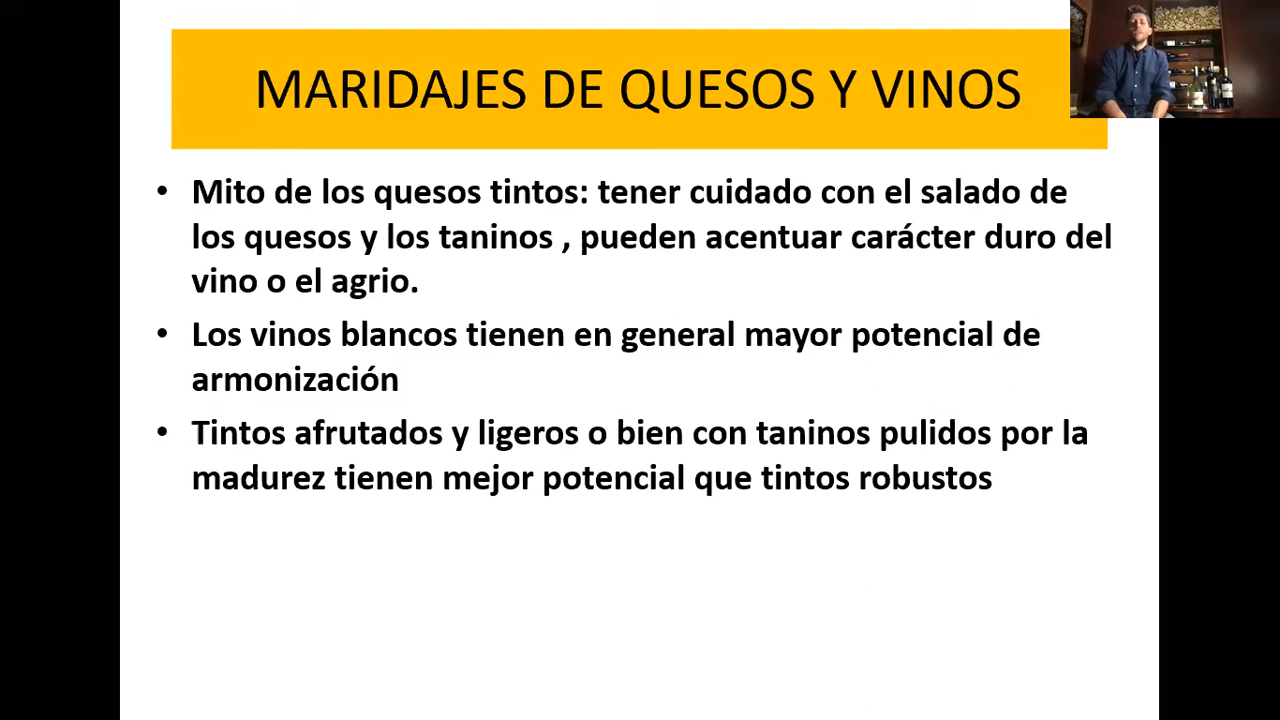 MARIDAJES DE QUESOS Y VINOS
• Mito de los quesos tintos: tener cuidado con el salado de
los quesos y los taninos , pueden acentuar carácter duro del
vino o el agrio.
• Los vinos blancos tienen en general mayor potencial de
armonización
• Tintos afrutados y ligeros o bien con taninos pulidos por la
madurez tienen mejor potencial que tintos robustos